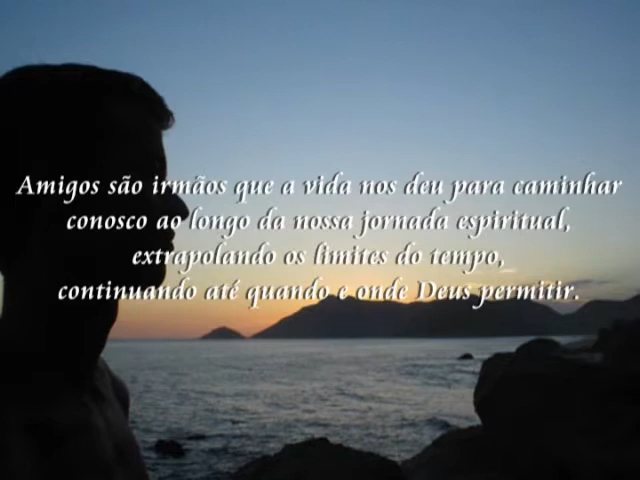 Amigos são irmãos que a vida nos deu para caminhar
conosco ao longo da nossa jornada espiritual,
extrapolando os limites do tempo,
continuando até quando e onde Deus permitir.